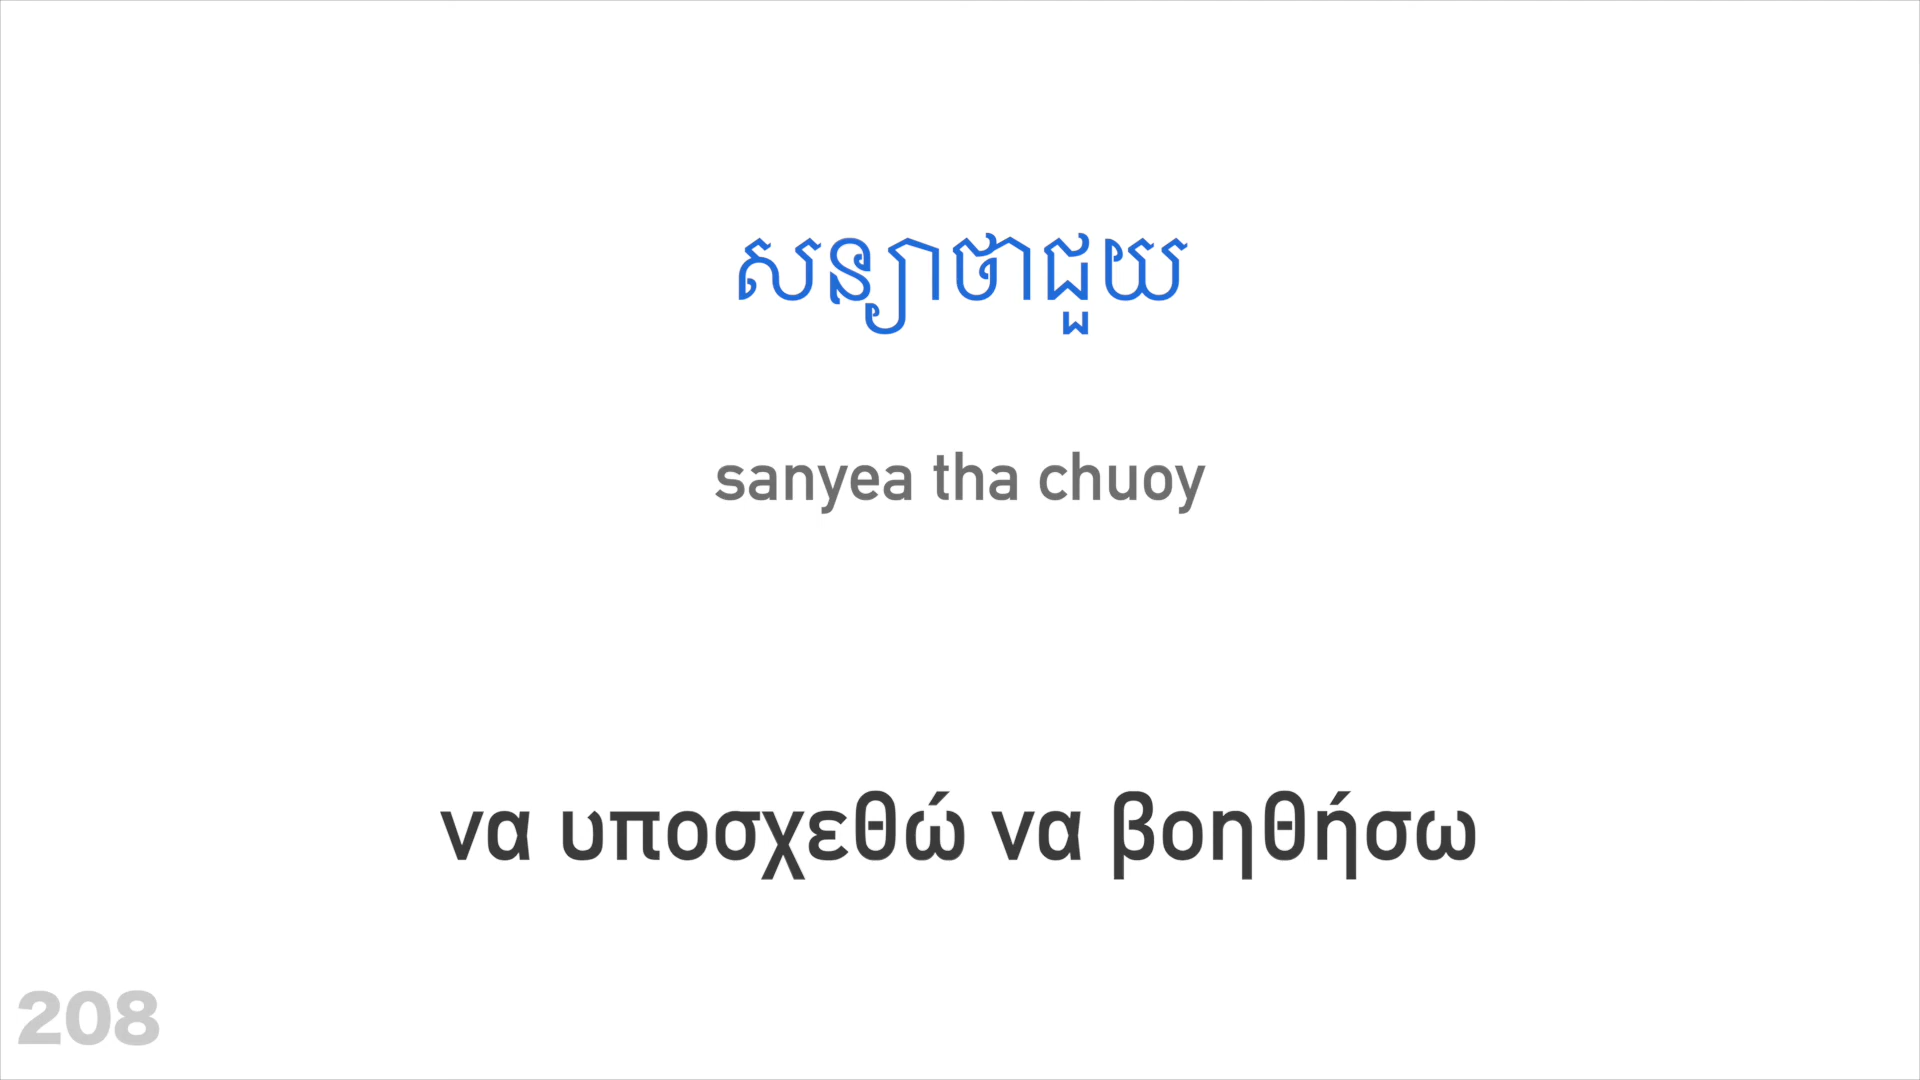 សន្យាថាជួយ
sanyea tha chuoy
να υποσχεθώ να βοηθήσω
208